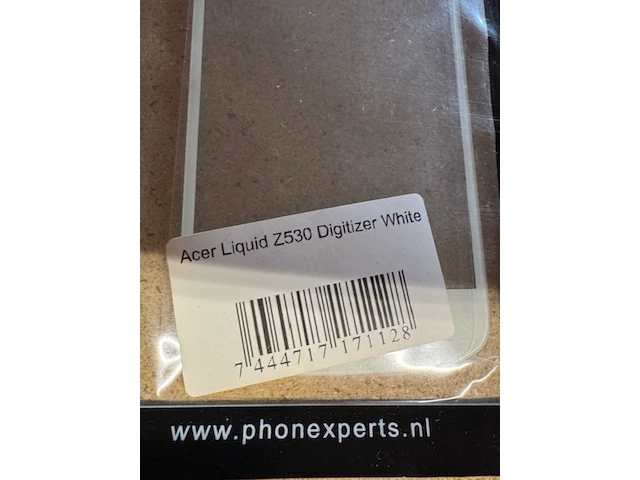 Acer Liquid Z530 Digitizer White
7 444717 171128
www.phonexperts.nl